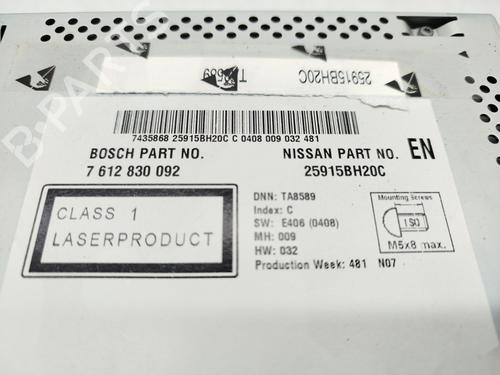 25915BH20C
7435868 25915BH20C C 0408 009 032 481
BOSCH PART NO.
7 612 830 092
NISSAN PART NO.
25915BH20C
EN
CLASS 1
LASERPRODUCT
DNN: TA8589
Index: C
SW: E406 (0408)
MH: 009
HW: 032
Production Week: 481 N07
Mounting Screws
ISO
M5x8 max.
B-PARTS